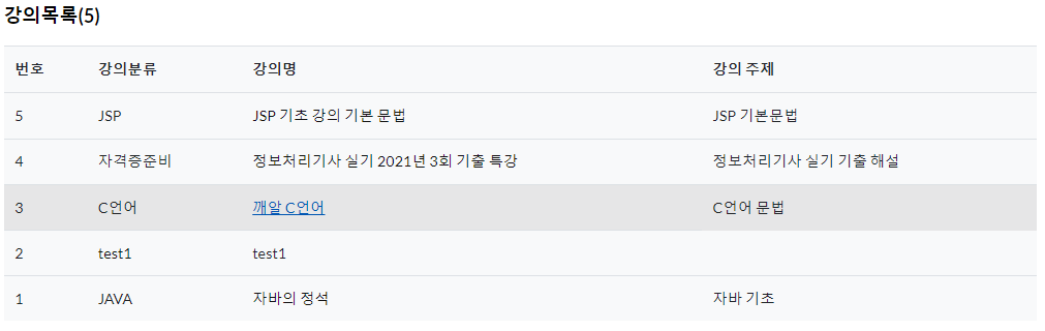 강의목록(5)
번호 강의분류 강의명 강의 주제
5 JSP JSP 기초 강의 기본 문법 JSP 기본문법
4 자격증준비 정보처리기사 실기 2021년 3회 기출 특강 정보처리기사 실기 기출 해설
3 C언어 깨알 C언어 C언어 문법
2 test1 test1
1 JAVA 자바의 정석 자바 기초